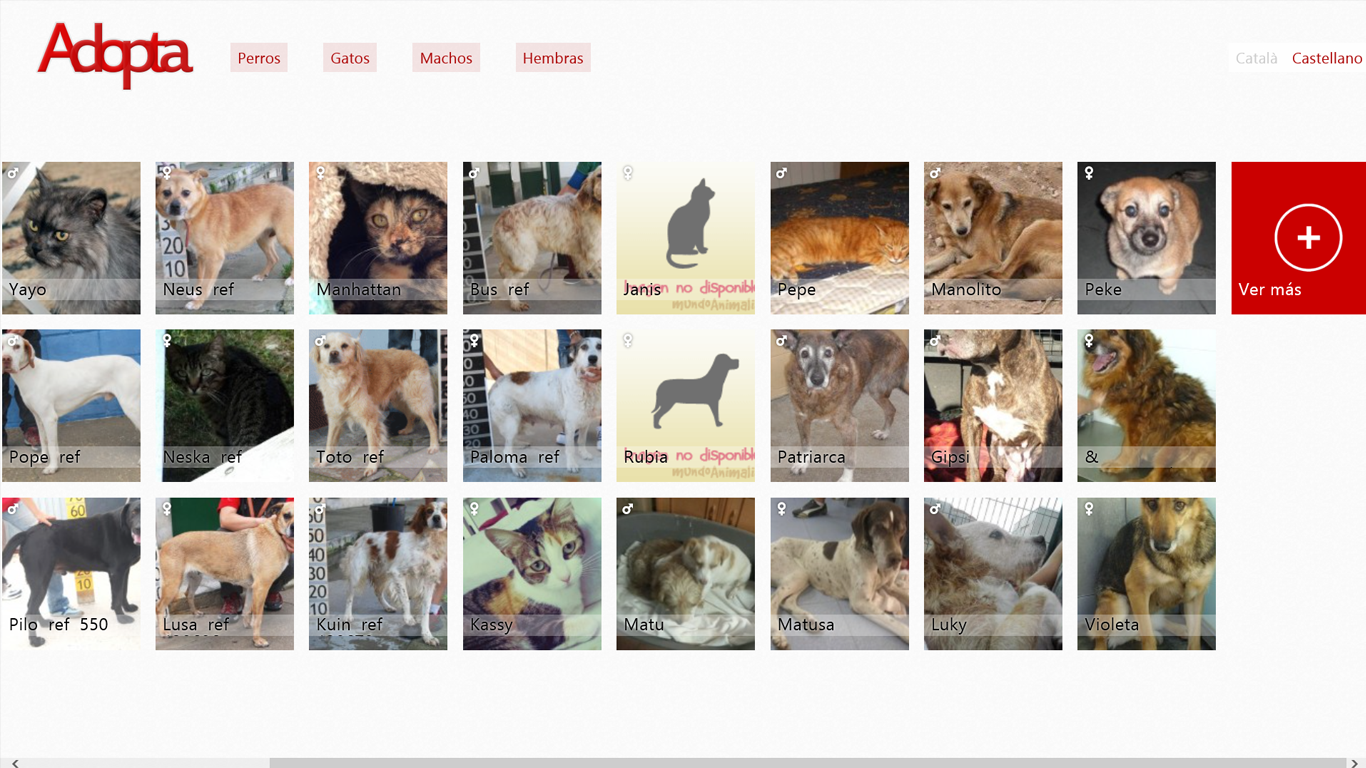 Adopta
Perros
Gatos
Machos
Hembras
Català
Castellano
Yayo
Neus ref
Manhattan
Bus ref
Janis
Imagen no disponible
mundoAnimalia
Pepe
Manolito
Peke
Ver más
Pope ref
Neska ref
Toto ref
Paloma ref
Rubia
Imagen no disponible
mundoAnimalia
Patriarca
Gipsi
&
Pilo ref 550
Lusa ref
Kuin ref
Kassy
Matu
Matusa
Luky
Violeta